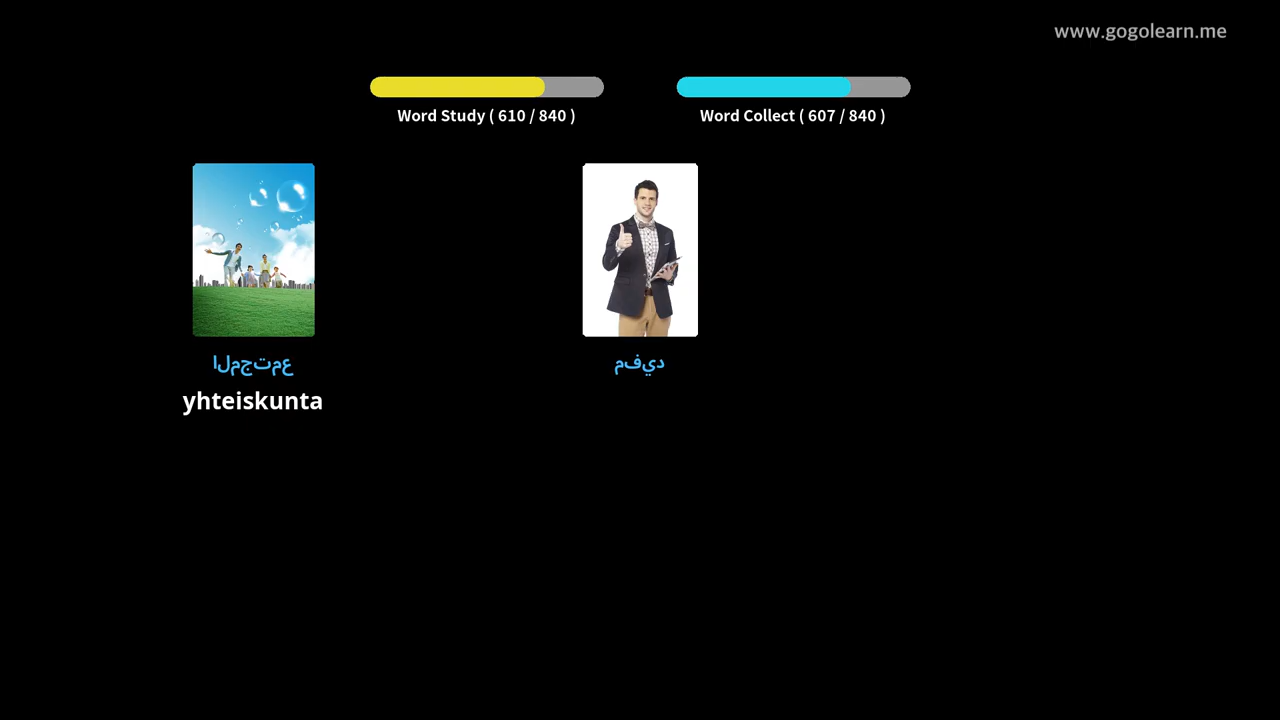 www.gogolearn.me
Word Study ( 610 / 840 )
Word Collect ( 607 / 840 )
المجتمع
yhteiskunta
مفيد